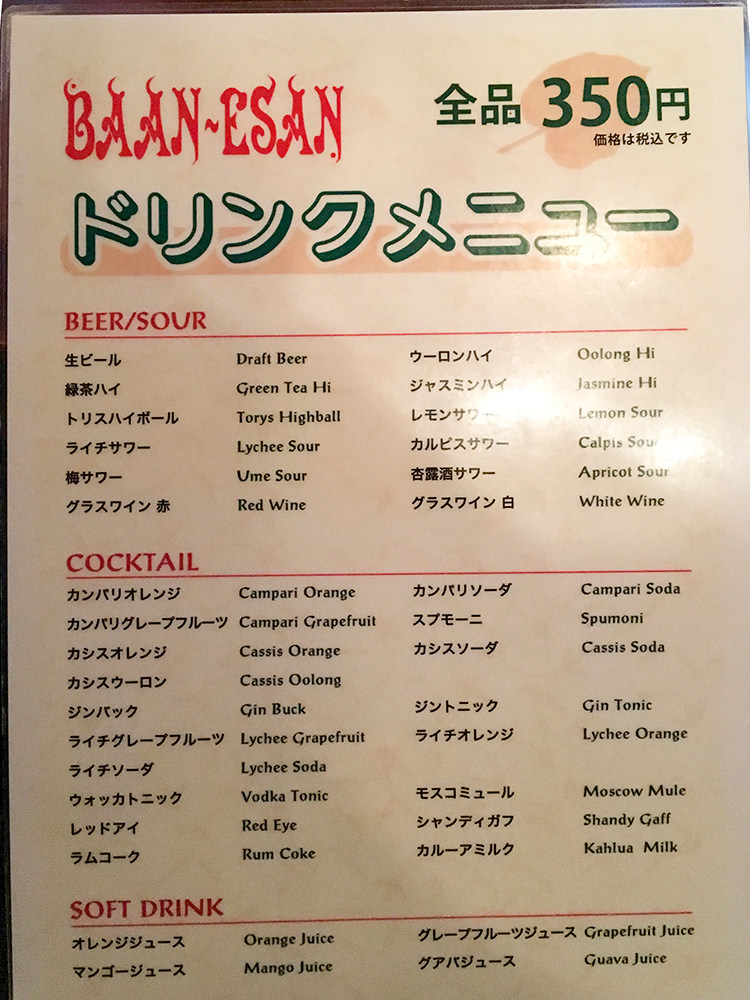 BAAN~ESAN
全品 350円
価格は税込です
ドリンクメニュー
BEER/SOUR
生ビール Draft Beer ウーロンハイ Oolong Hi
緑茶ハイ Green Tea Hi ジャスミンハイ Jasmine Hi
トリスハイボール Torys Highball レモンサワー Lemon Sour
ライチサワー Lychee Sour カルピスサワー Calpis Sour
梅サワー Ume Sour 杏露酒サワー Apricot Sour
グラスワイン 赤 Red Wine グラスワイン 白 White Wine
COCKTAIL
カンパリオレンジ Campari Orange カンパリソーダ Campari Soda
カンパリグレープフルーツ Campari Grapefruit スプモーニ Spumoni
カシスオレンジ Cassis Orange カシスソーダ Cassis Soda
カシスウーロン Cassis Oolong
ジンバック Gin Buck ジントニック Gin Tonic
ライチグレープフルーツ Lychee Grapefruit ライチオレンジ Lychee Orange
ライチソーダ Lychee Soda
ウォッカトニック Vodka Tonic モスコミュール Moscow Mule
レッドアイ Red Eye シャンディガフ Shandy Gaff
ラムコーク Rum Coke カルーアミルク Kahlua Milk
SOFT DRINK
オレンジジュース Orange Juice グレープフルーツジュース Grapefruit Juice
マンゴージュース Mango Juice グアバジュース Guava Juice